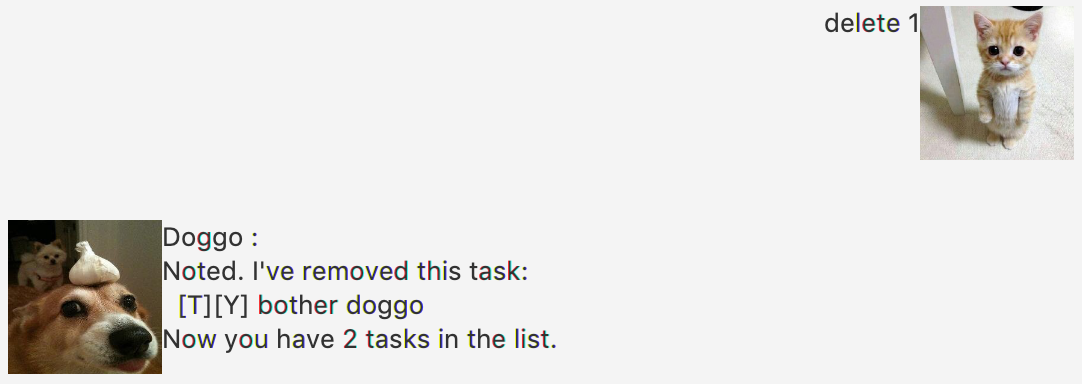 delete 1
Doggo :
Noted. I've removed this task:
[T][Y] bother doggo
Now you have 2 tasks in the list.